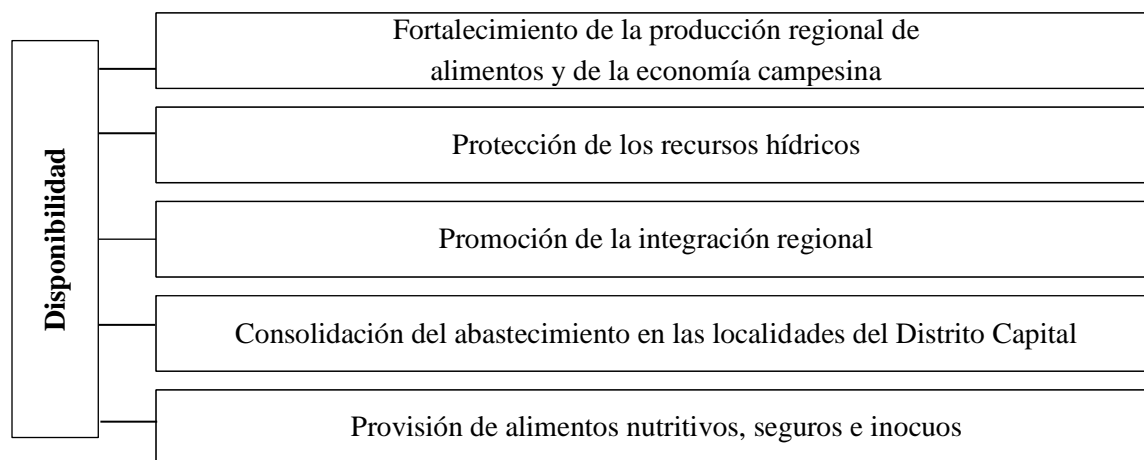 Disponibilidad
Fortalecimiento de la producción regional de
alimentos y de la economía campesina
Protección de los recursos hídricos
Promoción de la integración regional
Consolidación del abastecimiento en las localidades del Distrito Capital
Provisión de alimentos nutritivos, seguros e inocuos